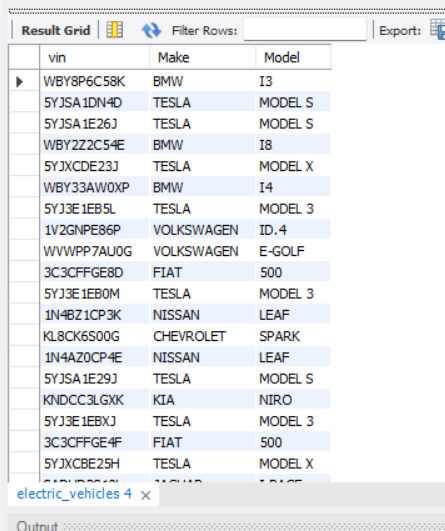 Result Grid Filter Rows: Export:
vin Make Model
WBY8P6C58K BMW I3
5YJSA1DN4D TESLA MODEL S
5YJSA1E26J TESLA MODEL S
WBY2Z2C54E BMW I8
5YJXCDE23J TESLA MODEL X
WBY33AW0XP BMW I4
5YJ3E1EB5L TESLA MODEL 3
1V2GNPE86P VOLKSWAGEN ID.4
WVWPP7AU0G VOLKSWAGEN E-GOLF
3C3CFFGE8D FIAT 500
5YJ3E1EB0M TESLA MODEL 3
1N4BZ1CP3K NISSAN LEAF
KL8CK6S00G CHEVROLET SPARK
1N4AZ0CP4E NISSAN LEAF
5YJSA1E29J TESLA MODEL S
KNDCC3LGXK KIA NIRO
5YJ3E1EBXJ TESLA MODEL 3
3C3CFFGE4F FIAT 500
5YJXCBE25H TESLA MODEL X
electric_vehicles 4
Output